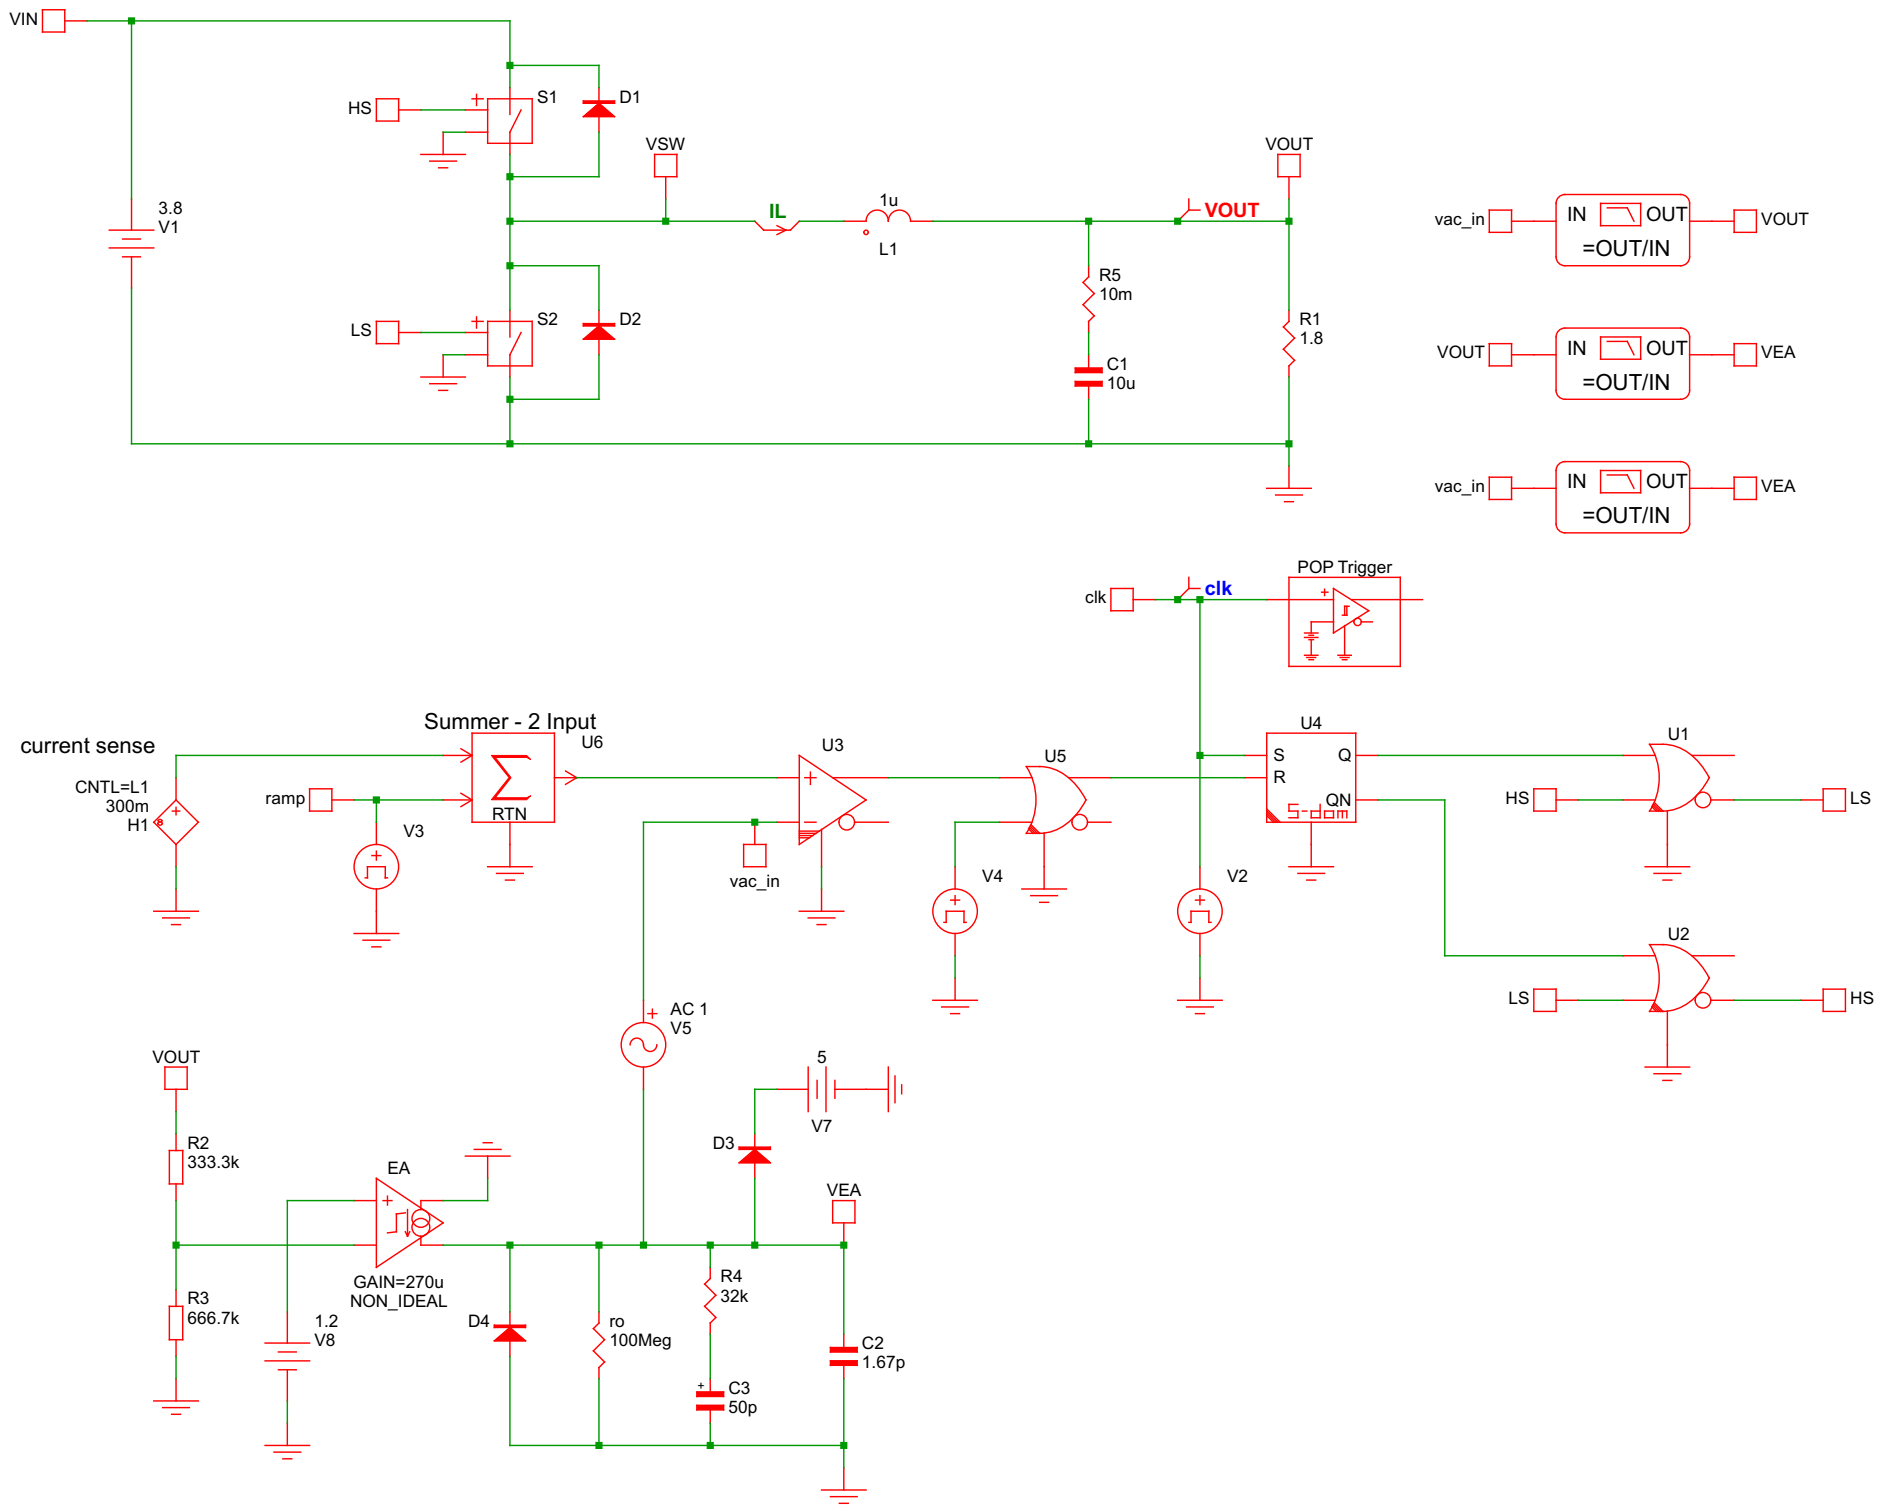 VIN
HS
S1
D1
VSW
VOUT
3.8
V1
IL
1u
L1
VOUT
vac_in
IN
OUT
=OUT/IN
VOUT
LS
S2
D2
R5
10m
R1
1.8
C1
10u
VOUT
IN
OUT
=OUT/IN
VEA
vac_in
IN
OUT
=OUT/IN
VEA
POP Trigger
clk
clk
Summer - 2 Input
U6
current sense
CNTL=L1
300m
H1
ramp
RTN
V3
U3
vac_in
U5
V4
V2
U4
S
R
Q
QN
S-dom
U1
HS
LS
U2
LS
HS
AC 1
V5
VOUT
R2
333.3k
R3
666.7k
EA
GAIN=270u
NON_IDEAL
1.2
V8
5
V7
D3
VEA
D4
ro
100Meg
R4
32k
C3
50p
C2
1.67p